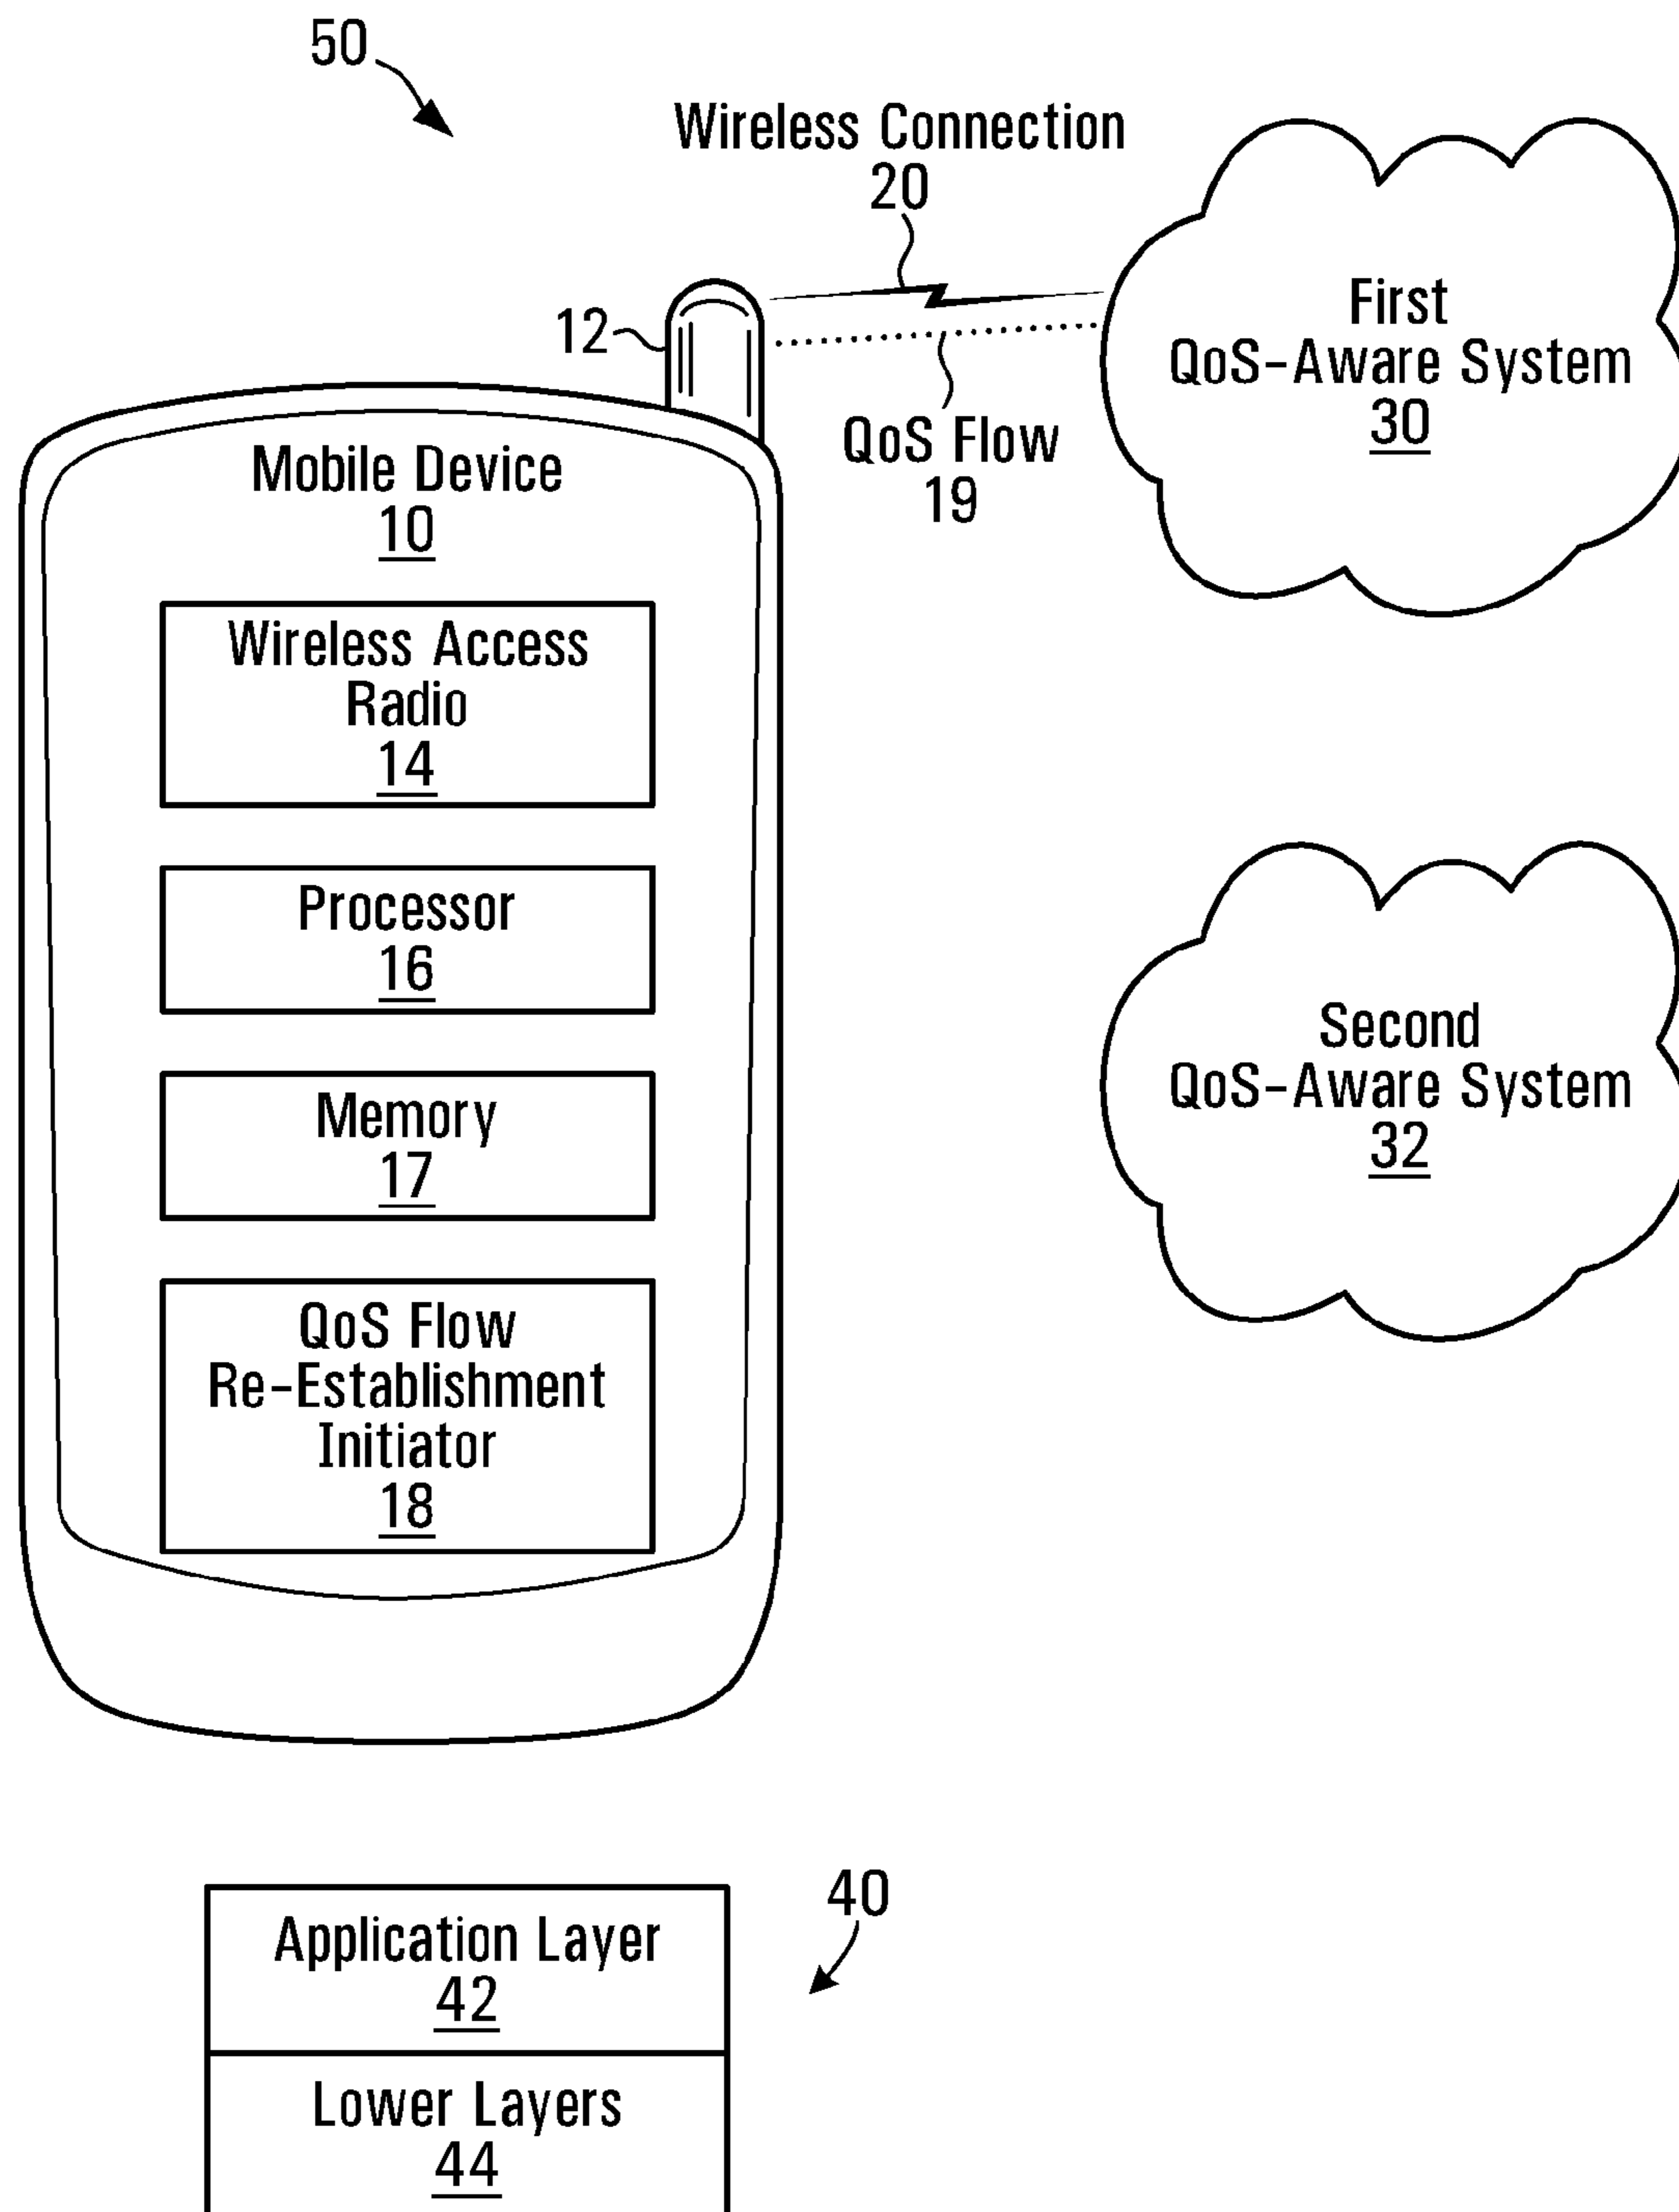 50
Wireless Connection
20
12
First
QoS-Aware System
30
QoS Flow
19
Mobile Device
10
Wireless Access
Radio
14
Processor
16
Memory
17
QoS Flow
Re-Establishment
Initiator
18
Second
QoS-Aware System
32
40
Application Layer
42
Lower Layers
44